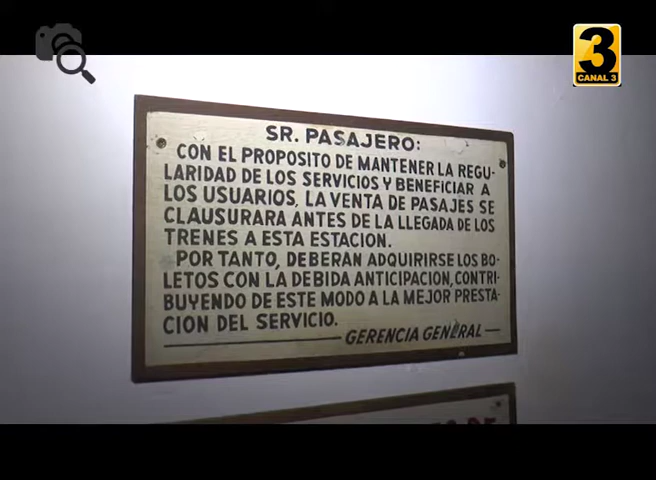 3
CANAL 3
SR. PASAJERO:
CON EL PROPOSITO DE MANTENER LA REGU-
LARIDAD DE LOS SERVICIOS Y BENEFICIAR A
LOS USUARIOS, LA VENTA DE PASAJES SE
CLAUSURARA ANTES DE LA LLEGADA DE LOS
TRENES A ESTA ESTACION.
POR TANTO, DEBERAN ADQUIRIRSE LOS BO-
LETOS CON LA DEBIDA ANTICIPACION, CONTRI-
BUYENDO DE ESTE MODO A LA MEJOR PRESTA-
CION DEL SERVICIO.
GERENCIA GENERAL